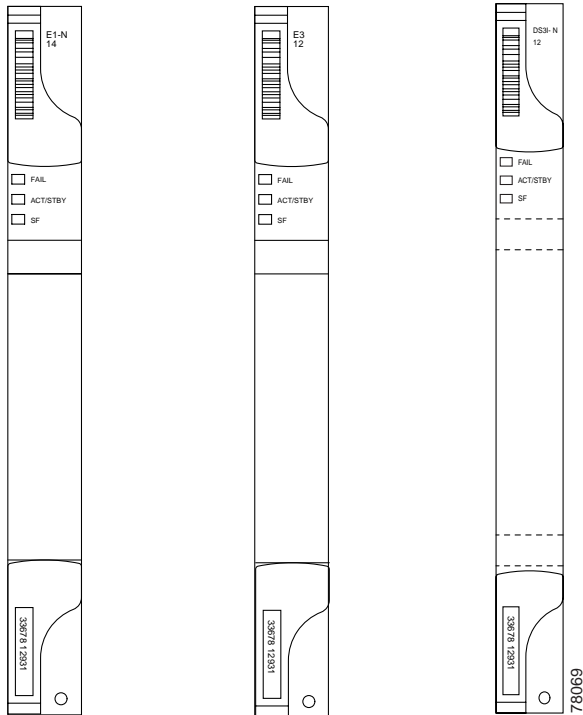 E1-N
14
FAIL
ACT/STBY
SF
33678 12931
E3
12
FAIL
ACT/STBY
SF
33678 12931
DS3I- N
12
FAIL
ACT/STBY
SF
33678 12931
78069